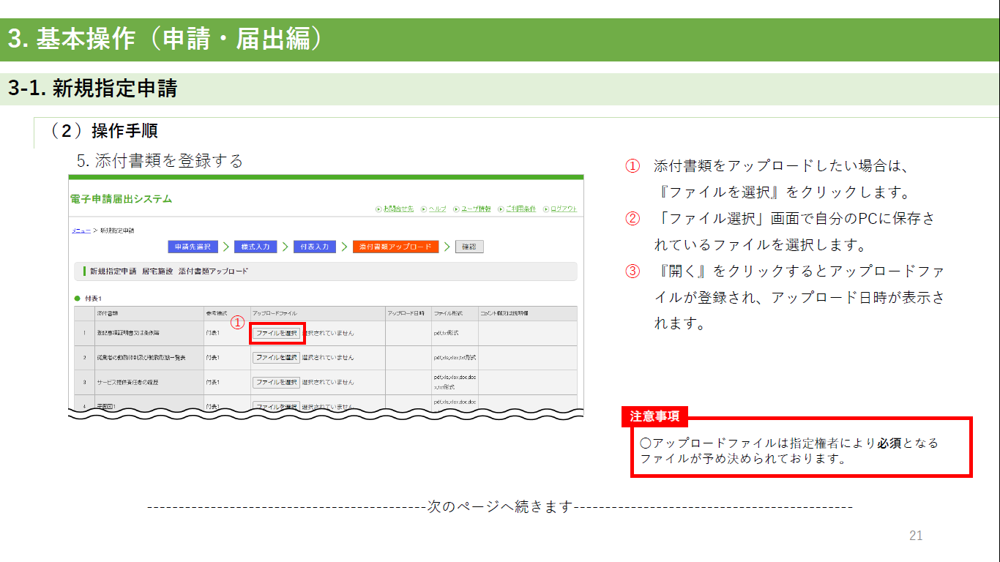 3. 基本操作（申請・届出編）
3-1. 新規指定申請
（２）操作手順
5. 添付書類を登録する
電子申請届出システム
お問合せ先 ヘルプ ユーザ情報 ご利用条件 ログアウト
メニュー > 新規指定申請
申請先選択 様式入力 付表入力 添付書類アップロード 確認
新規指定申請 居宅施設 添付書類アップロード
● 付表1
添付書類 参考様式 アップロードファイル アップロード日時 ファイル形式 コメント欄又は説明欄
①
1 登記事項証明書又は条例等 付表1 ファイルを選択 選択されていません pdf,txt形式
2 従業者の勤務体制及び勤務形態一覧表 付表1 ファイルを選択 選択されていません pdf,xls,xlsx,txt形式
3 サービス提供責任者の経歴 付表1 ファイルを選択 選択されていません pdf,xls,xlsx,doc,doc
x,txt形式
4 平面図1 付表1 ファイルを選択 選択されていません pdf,xls,xlsx,doc,doc
① 添付書類をアップロードしたい場合は、
『ファイルを選択』をクリックします。
② 「ファイル選択」画面で自分のPCに保存さ
れているファイルを選択します。
③ 『開く』をクリックするとアップロードファ
イルが登録され、アップロード日時が表示さ
れます。
注意事項
〇アップロードファイルは指定権者により必須となる
ファイルが予め決められております。
--------------------------------------------次のページへ続きます--------------------------------------------
21